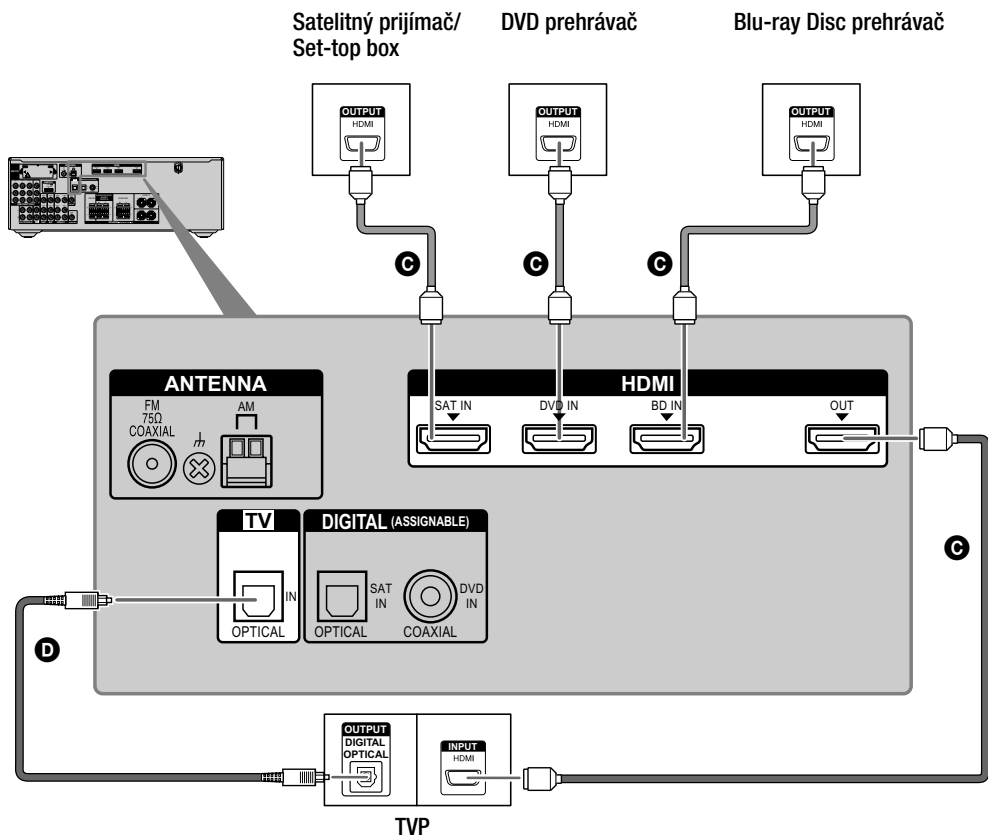 Satelitný prijímač/
Set-top box
DVD prehrávač
Blu-ray Disc prehrávač
OUTPUT
HDMI
OUTPUT
HDMI
OUTPUT
HDMI
C
C
C
ANTENNA
FM
75Ω
COAXIAL
AM
HDMI
SAT IN
DVD IN
BD IN
OUT
TV
IN
OPTICAL
DIGITAL (ASSIGNABLE)
SAT
IN
OPTICAL
DVD
IN
COAXIAL
C
D
OUTPUT
DIGITAL
OPTICAL
INPUT
HDMI
TVP